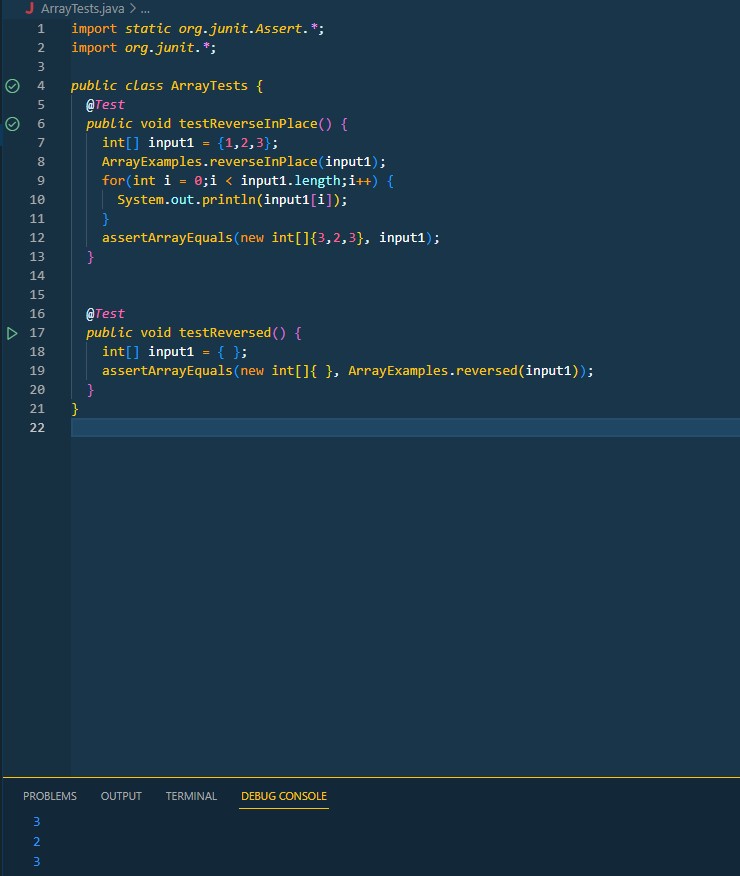 ArrayTests.java > ...
1 import static org.junit.Assert.*;
2 import org.junit.*;
3
4 public class ArrayTests {
5 @Test
6 public void testReverseInPlace() {
7 int[] input1 = {1,2,3};
8 ArrayExamples.reverseInPlace(input1);
9 for(int i = 0;i < input1.length;i++) {
10 System.out.println(input1[i]);
11 }
12 assertArrayEquals(new int[]{3,2,3}, input1);
13 }
14
15
16 @Test
17 public void testReversed() {
18 int[] input1 = { };
19 assertArrayEquals(new int[]{ }, ArrayExamples.reversed(input1));
20 }
21 }
22
PROBLEMS OUTPUT TERMINAL DEBUG CONSOLE
3
2
3